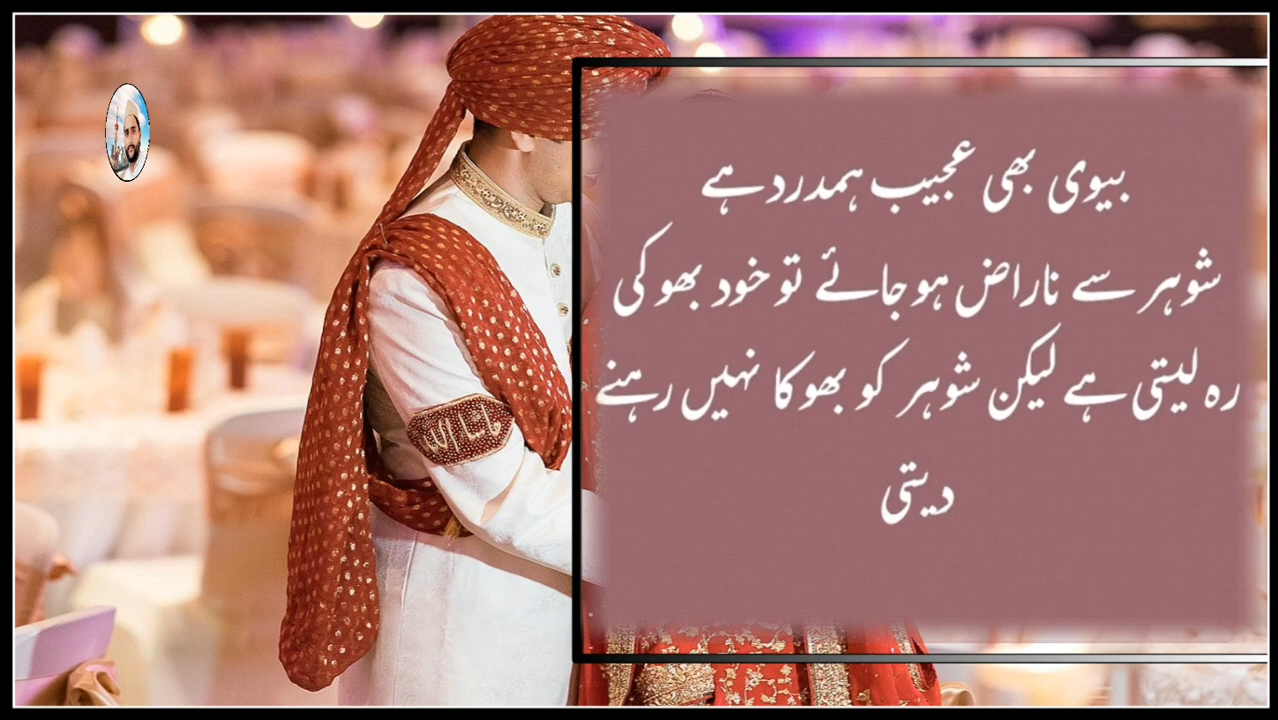 بیوی بھی عجیب ہمدرد ہے
شوہر سے ناراض ہو جائے تو خود بھوکی
رہ لیتی ہے لیکن شوہر کو بھوکا نہیں رہنے
دیتی
ماشاءاللہ